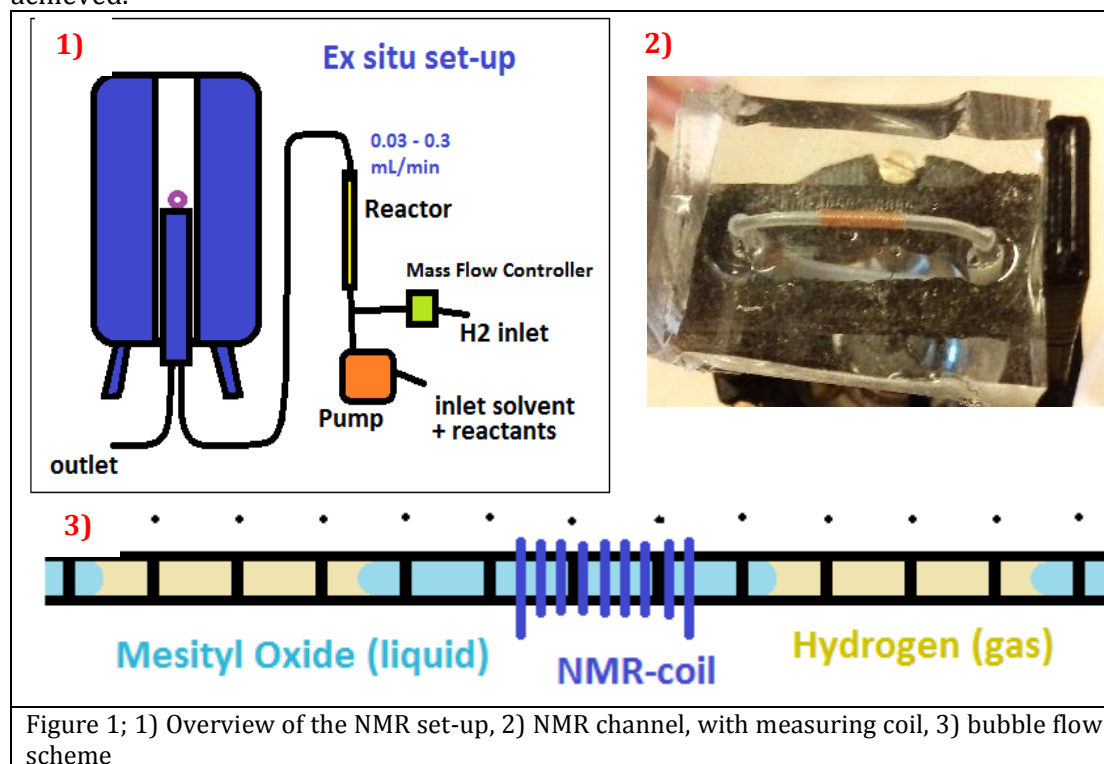 achieved.
1)
Ex situ set-up
0.03 - 0.3
mL/min
Reactor
Mass Flow Controller
H2 inlet
Pump
inlet solvent
+ reactants
outlet
2)
3)
Mesityl Oxide (liquid)
NMR-coil
Hydrogen (gas)
Figure 1; 1) Overview of the NMR set-up, 2) NMR channel, with measuring coil, 3) bubble flow
scheme